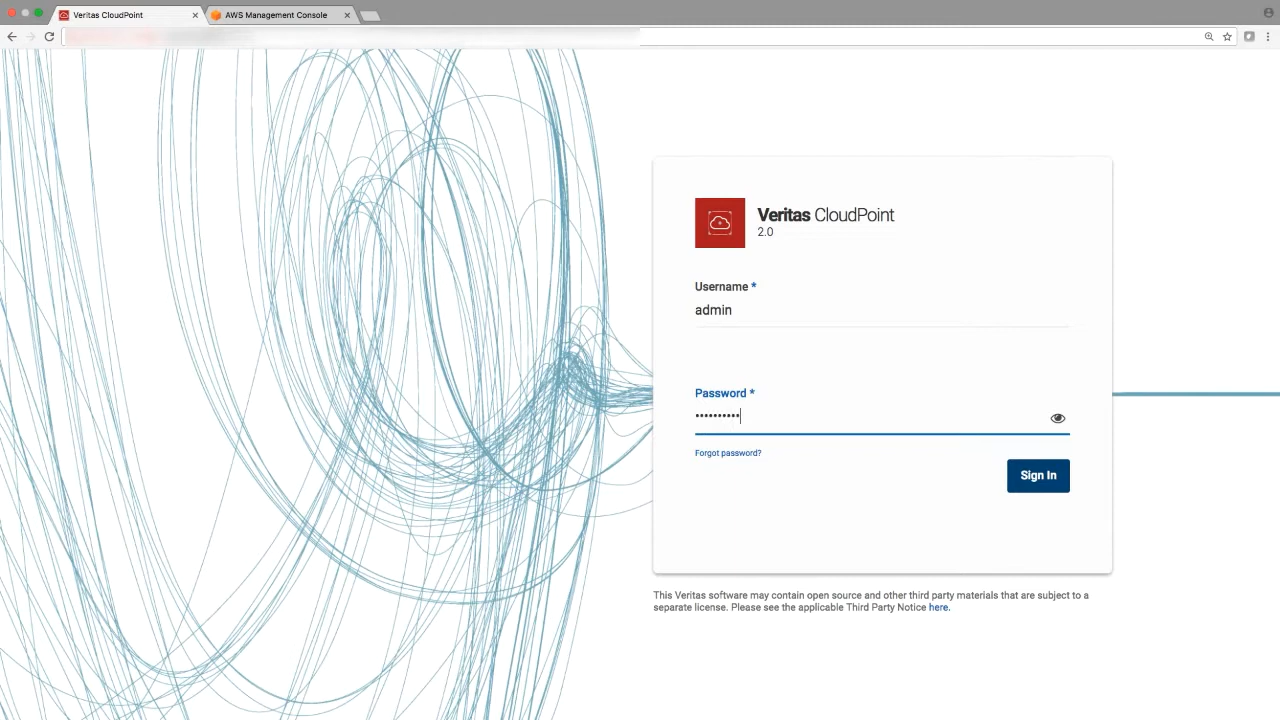 Veritas CloudPoint
AWS Management Console
Veritas CloudPoint
2.0
Username *
admin
Password *
••••••••••
Forgot password?
Sign In
This Veritas software may contain open source and other third party materials that are subject to a
separate license. Please see the applicable Third Party Notice here.